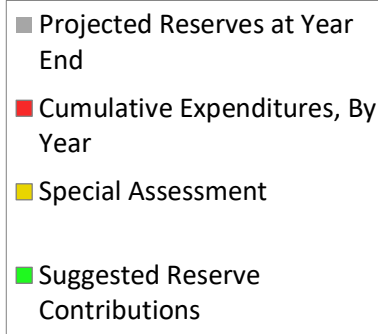 Projected Reserves at Year
End
Cumulative Expenditures, By
Year
Special Assessment
Suggested Reserve
Contributions